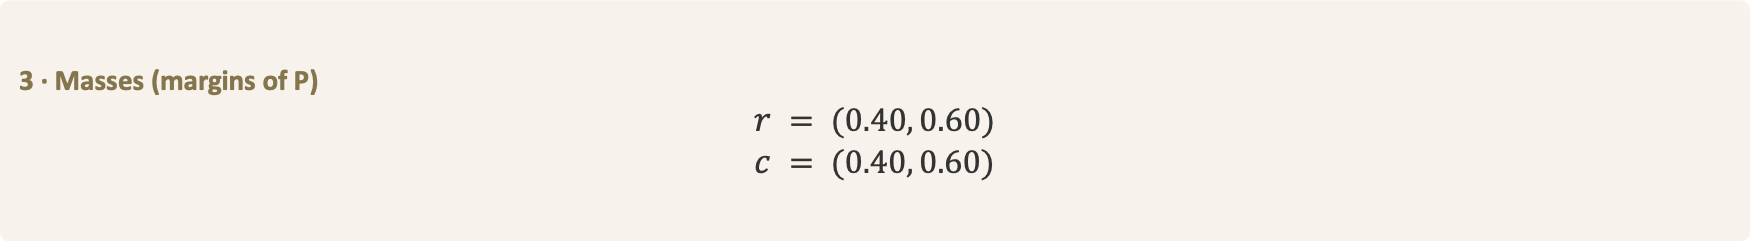 3 · Masses (margins of P)
r = (0.40, 0.60)
c = (0.40, 0.60)